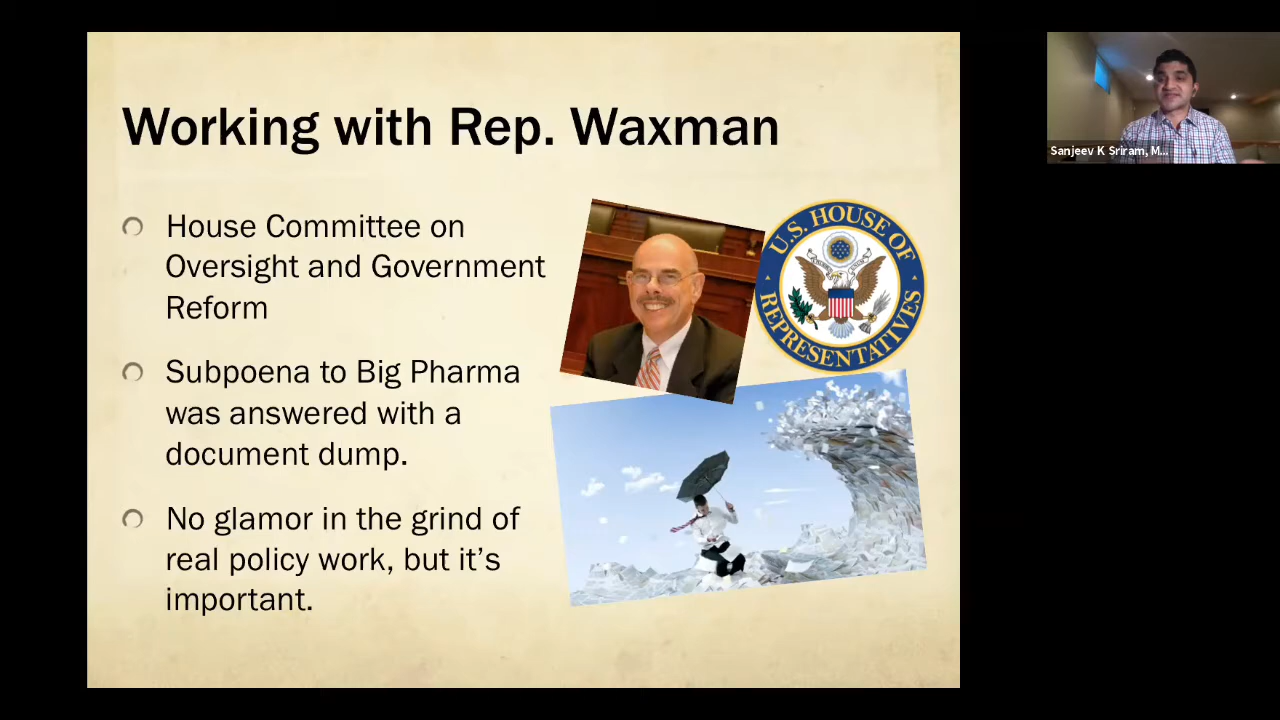 Working with Rep. Waxman
House Committee on
Oversight and Government
Reform
Subpoena to Big Pharma
was answered with a
document dump.
No glamor in the grind of
real policy work, but it's
important.
U.S. HOUSE OF
REPRESENTATIVES
Sanjeev K Sriram, M...